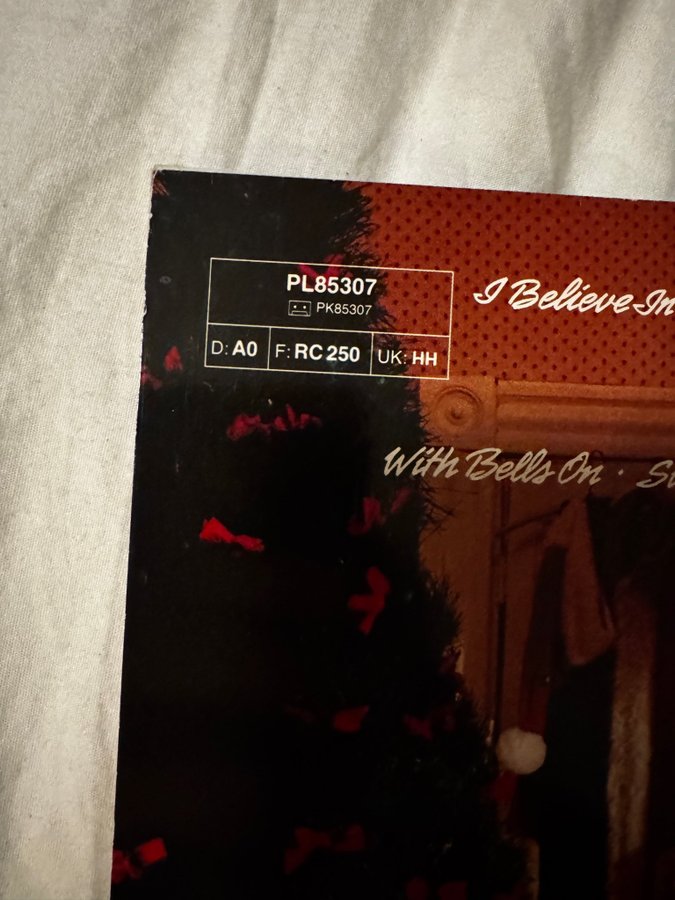 PL85307
PK85307
D: A0 F: RC 250 UK: HH
I Believe In
With Bells On ·